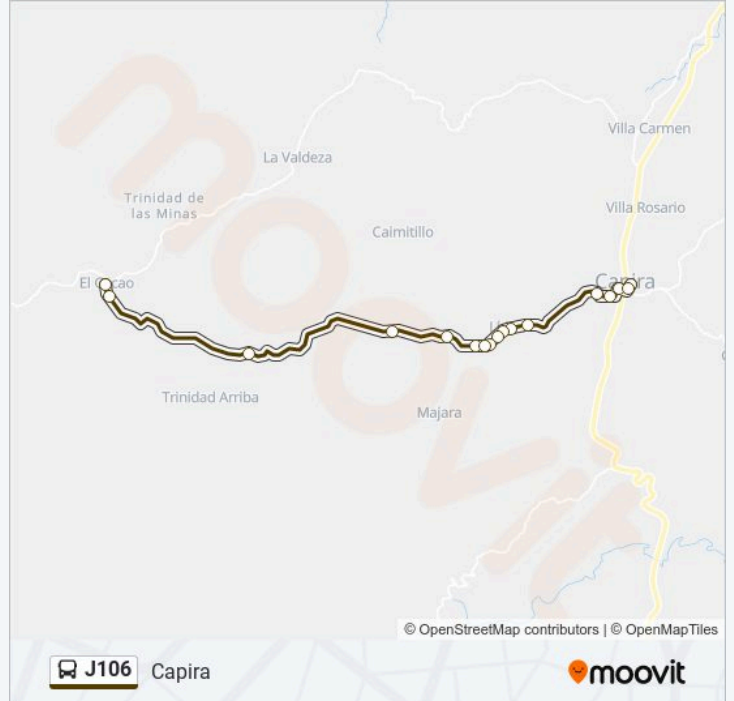 Villa Carmen
La Valdeza
Trinidad de
las Minas
Villa Rosario
Caimitillo
Capira
Trinidad Arriba
Majara
moovit
© OpenStreetMap contributors | © OpenMapTiles
J106 Capira
moovit